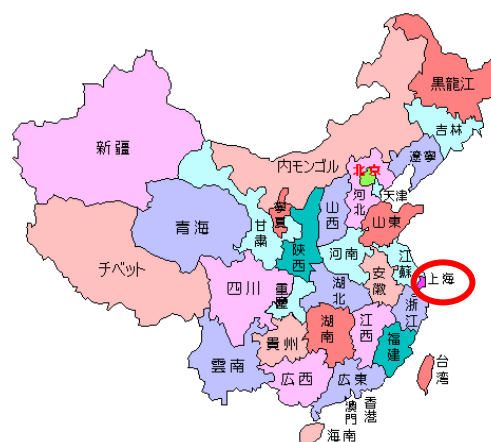 黒龍江
吉林
遼寧
新疆
内モンゴル
北京
河北
天津
山西
寧夏
甘粛
青海
山東
陝西
河南
江蘇
チベット
安徽
上海
四川
重慶
湖北
浙江
湖南
江西
貴州
福建
雲南
広西
広東
台湾
澳門
香港
海南